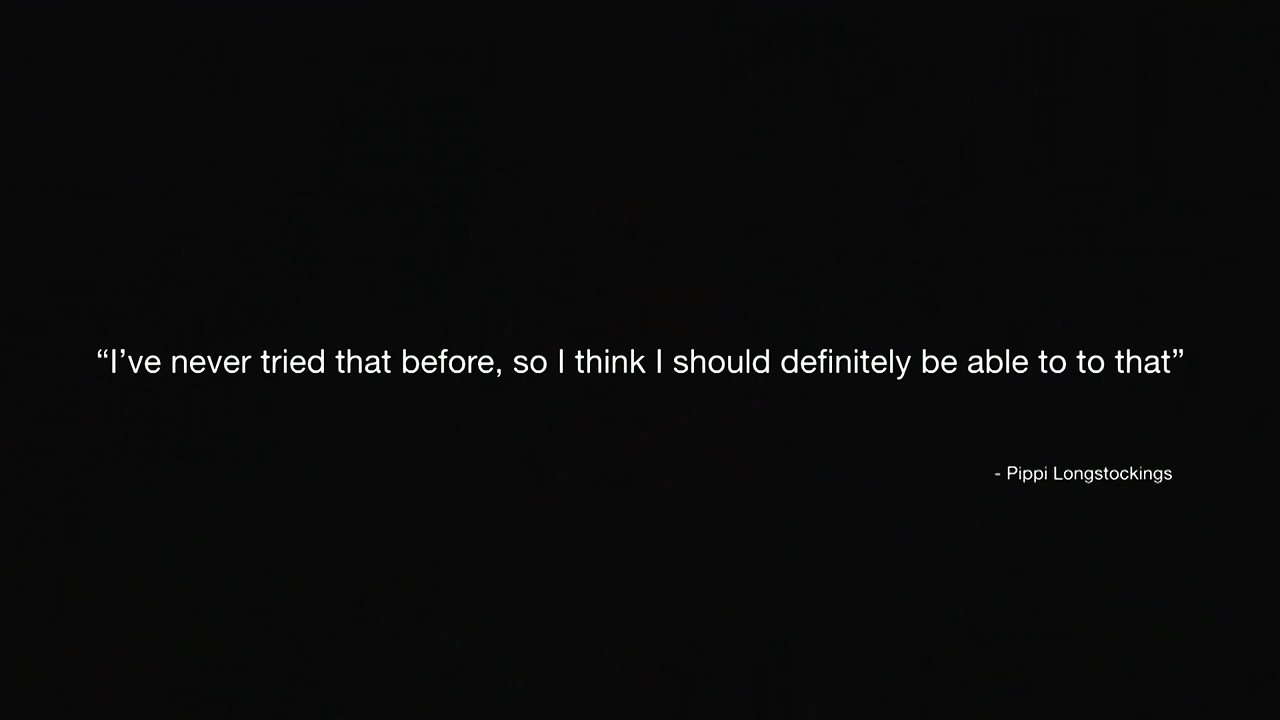 “I’ve never tried that before, so I think I should definitely be able to to that”
- Pippi Longstockings